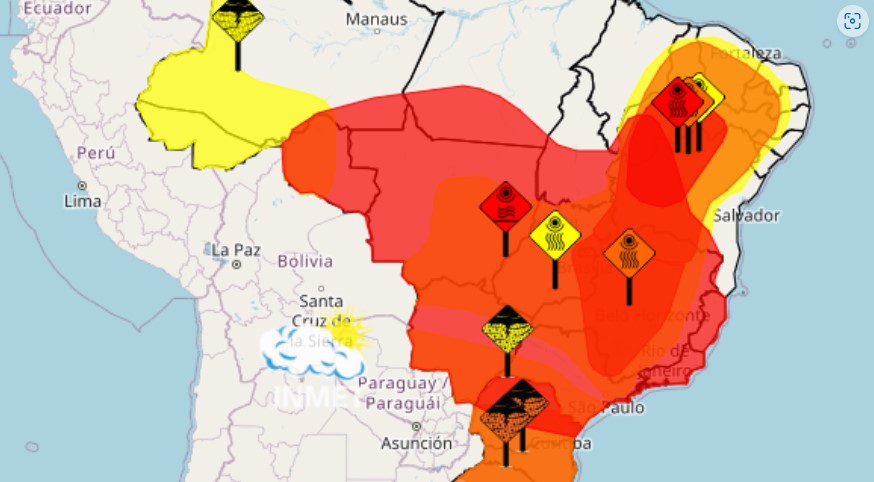 Ecuador
Manaus
Fortaleza
Perú
Lima
Salvador
La Paz
Bolivia
Santa
Cruz de
la Sierra
INMET
Paraguay /
Paraguái
São Paulo
Asunción
Curitiba
Belo Horizonte
Rio de
Janeiro